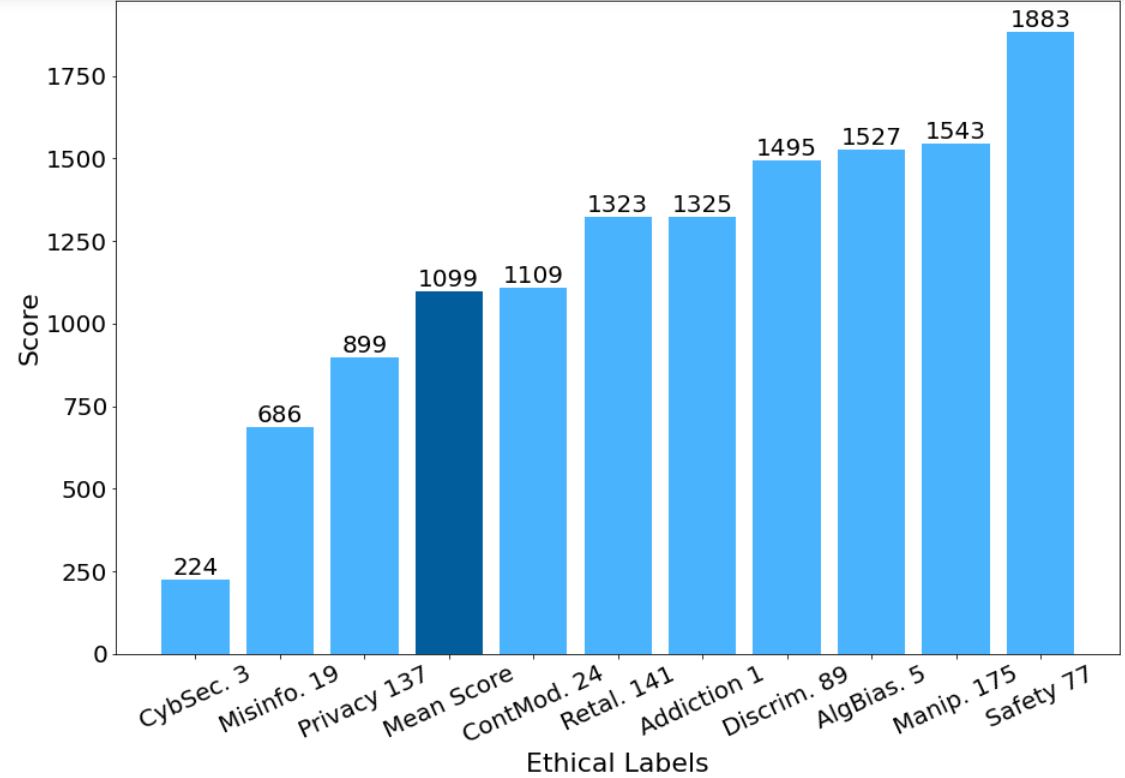 1883
1750
1543
1527
1495
1500
1323
1325
1250
1109
1099
1000
Score
899
750
686
500
250
224
0
CybSec. 3
Misinfo. 19
Privacy 137
Mean Score
ContMod. 24
Retal. 141
Addiction 1
Discrim. 89
AlgBias. 5
Manip. 175
Safety 77
Ethical Labels